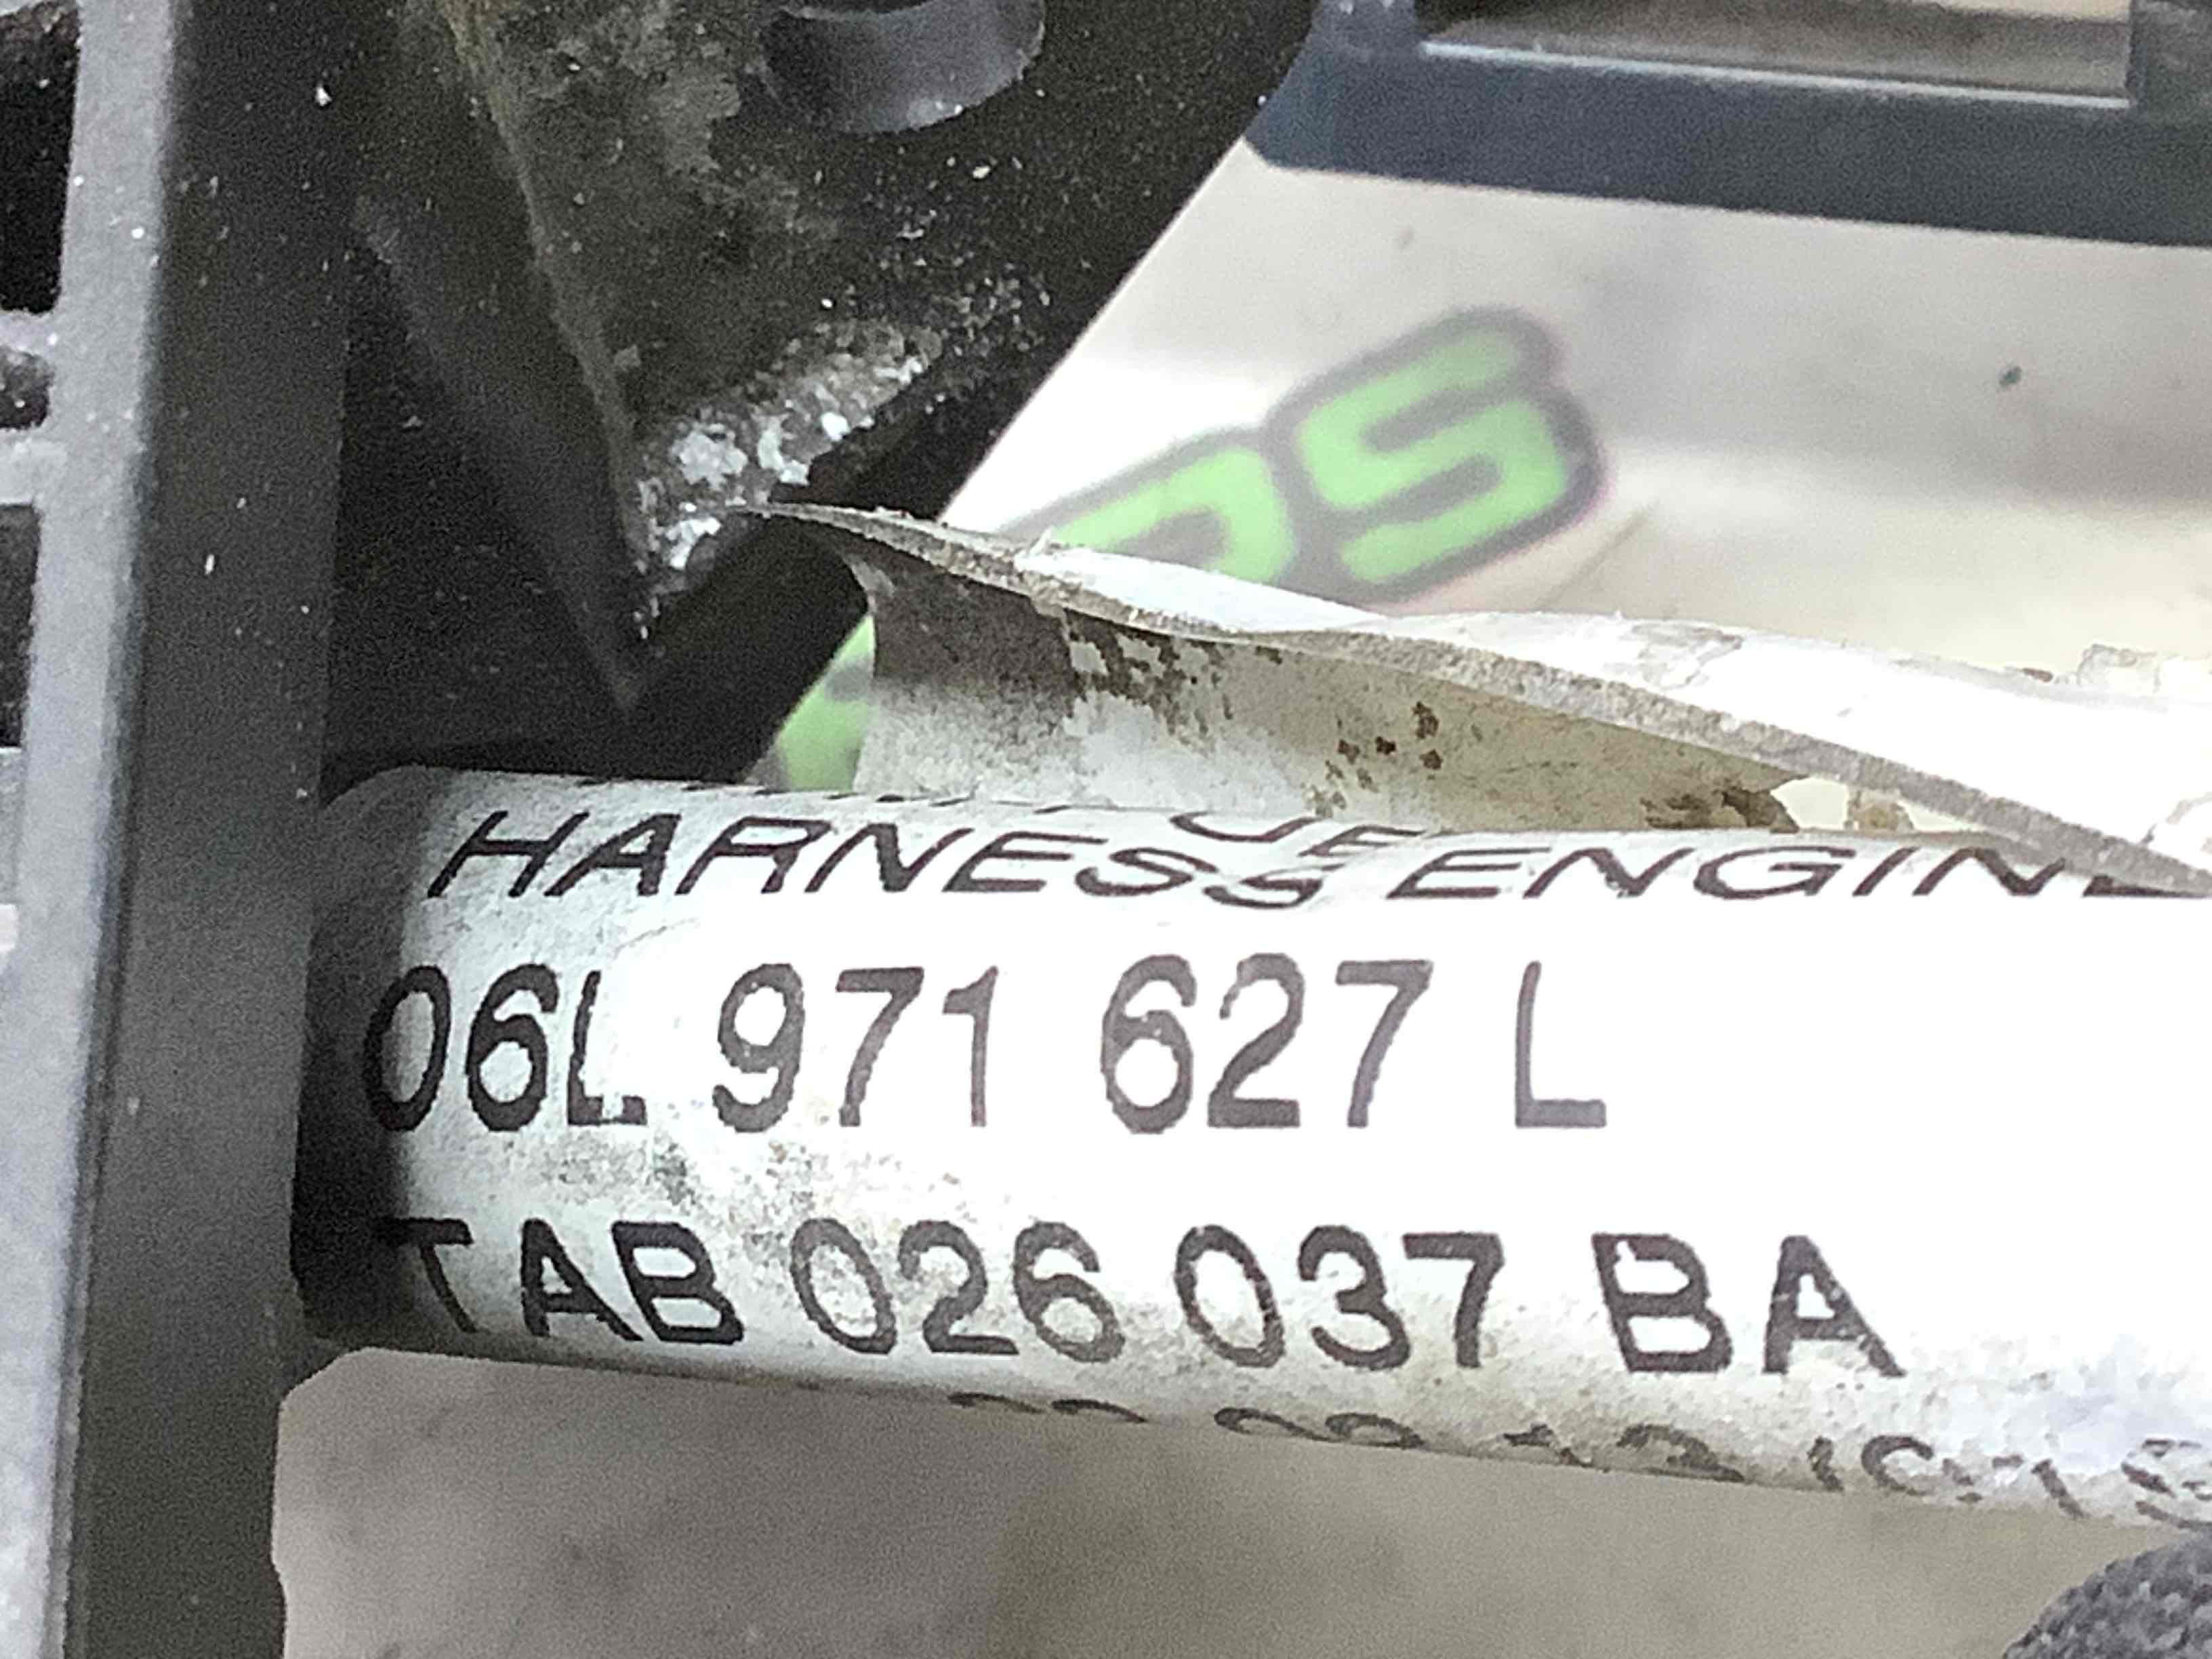 HARNESS ENGINE
06L 971 627 L
TAB 026 037 BA